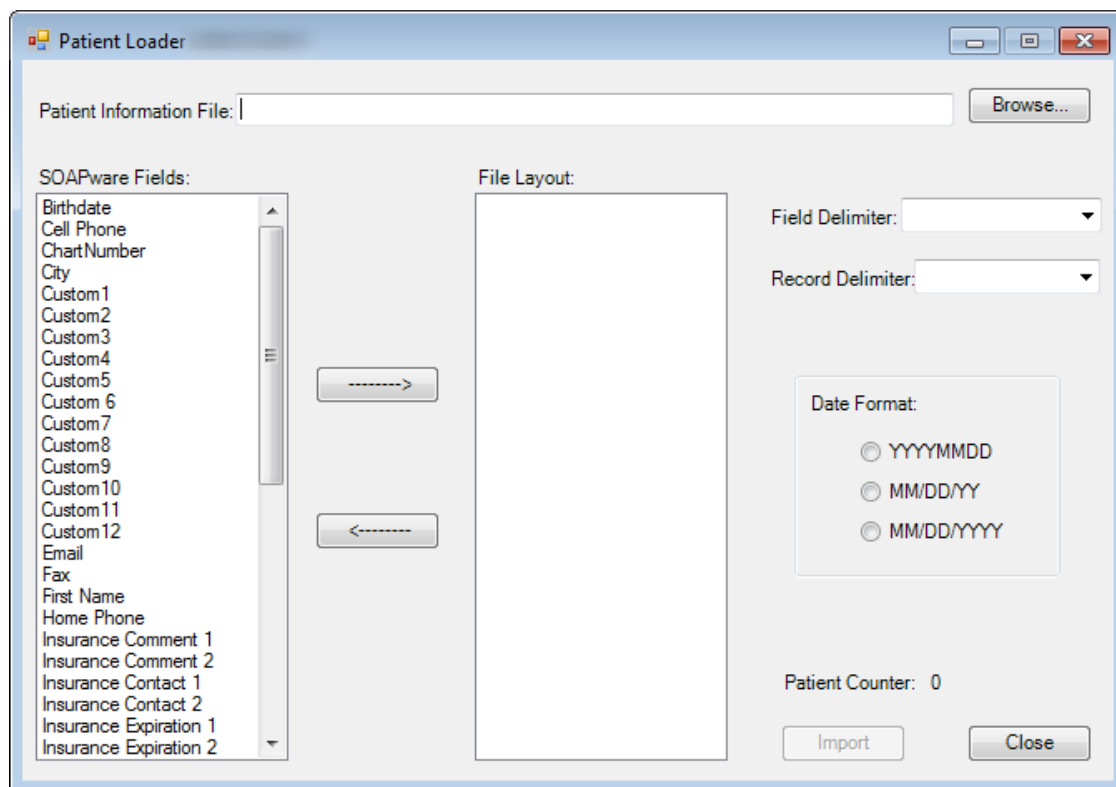 Patient Loader
Patient Information File:
Browse...
SOAPware Fields:
File Layout:
Birthdate
Cell Phone
ChartNumber
City
Custom1
Custom2
Custom3
Custom4
Custom5
Custom 6
Custom7
Custom8
Custom9
Custom10
Custom11
Custom12
Email
Fax
First Name
Home Phone
Insurance Comment 1
Insurance Comment 2
Insurance Contact 1
Insurance Contact 2
Insurance Expiration 1
Insurance Expiration 2
-------->
<--------
Field Delimiter:
Record Delimiter:
Date Format:
YYYYMMDD
MM/DD/YY
MM/DD/YYYY
Patient Counter: 0
Import
Close